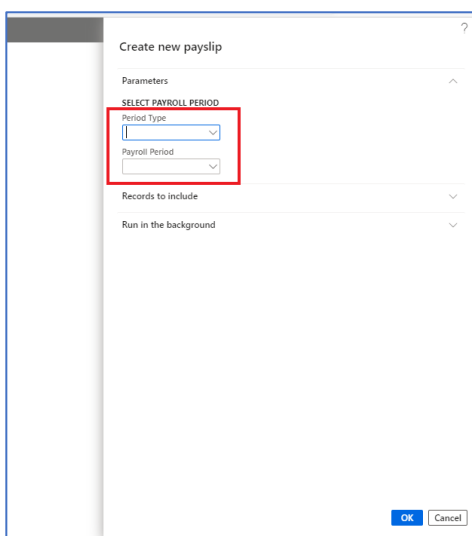 ?
Create new payslip
Parameters
SELECT PAYROLL PERIOD
Period Type
Payroll Period
Records to include
Run in the background
OK Cancel